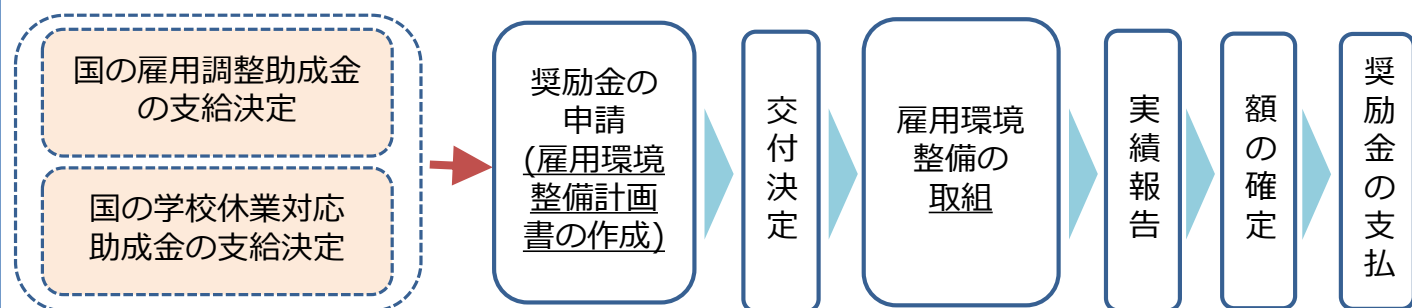 国の雇用調整助成金
の支給決定
国の学校休業対応
助成金の支給決定
奨励金の
申請
(雇用環境
整備計画
書の作成)
交付決定
雇用環境
整備の
取組
実績報告
額の確定
奨励金の支払